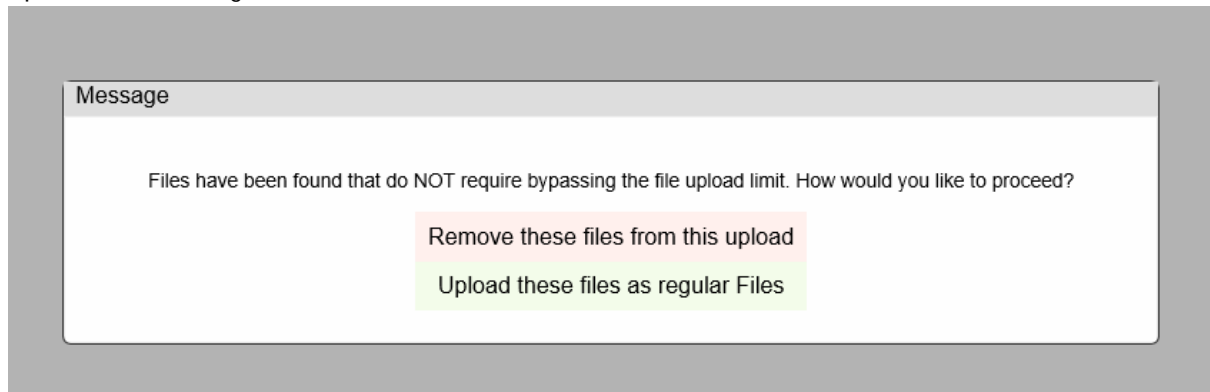 Message
Files have been found that do NOT require bypassing the file upload limit. How would you like to proceed?
Remove these files from this upload
Upload these files as regular Files